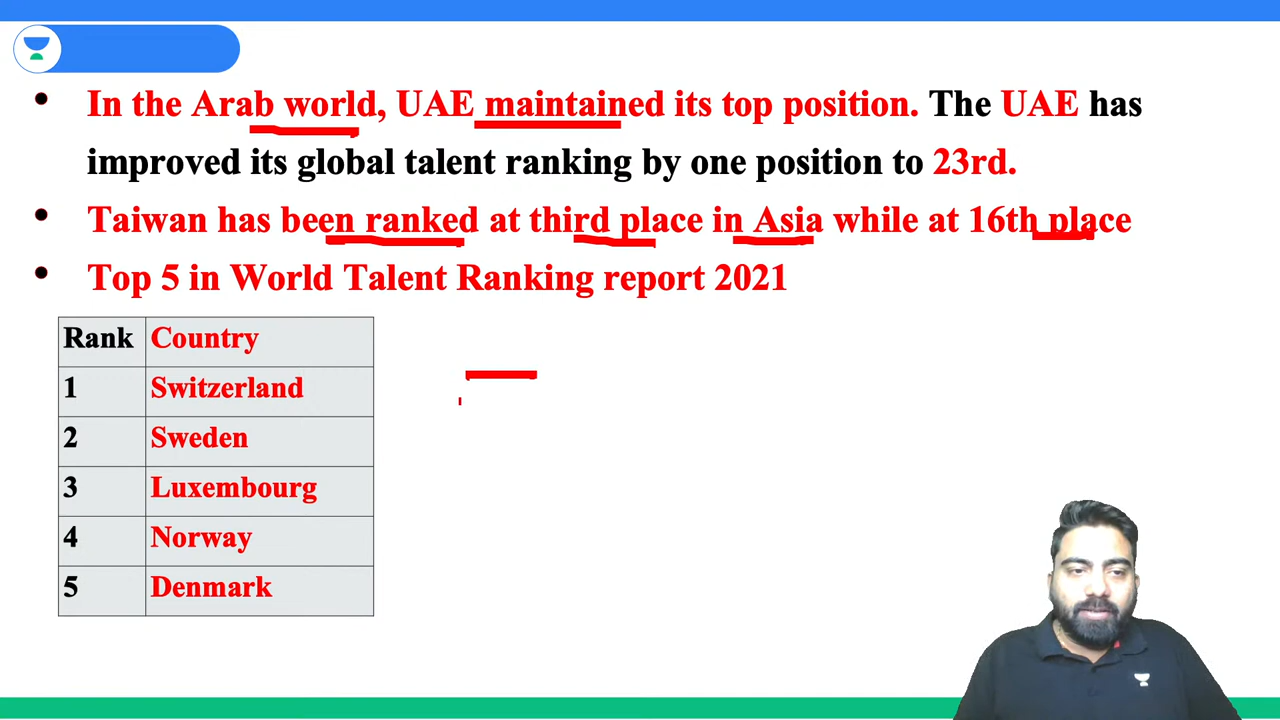 • In the Arab world, UAE maintained its top position. The UAE has
improved its global talent ranking by one position to 23rd.
• Taiwan has been ranked at third place in Asia while at 16th place
• Top 5 in World Talent Ranking report 2021
Rank Country
1 Switzerland
2 Sweden
3 Luxembourg
4 Norway
5 Denmark